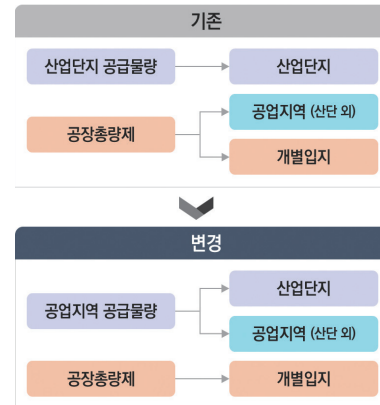 기존
산업단지 공급물량
산업단지
공장총량제
공업지역 (산단 외)
개별입지
변경
공업지역 공급물량
산업단지
공업지역 (산단 외)
공장총량제
개별입지